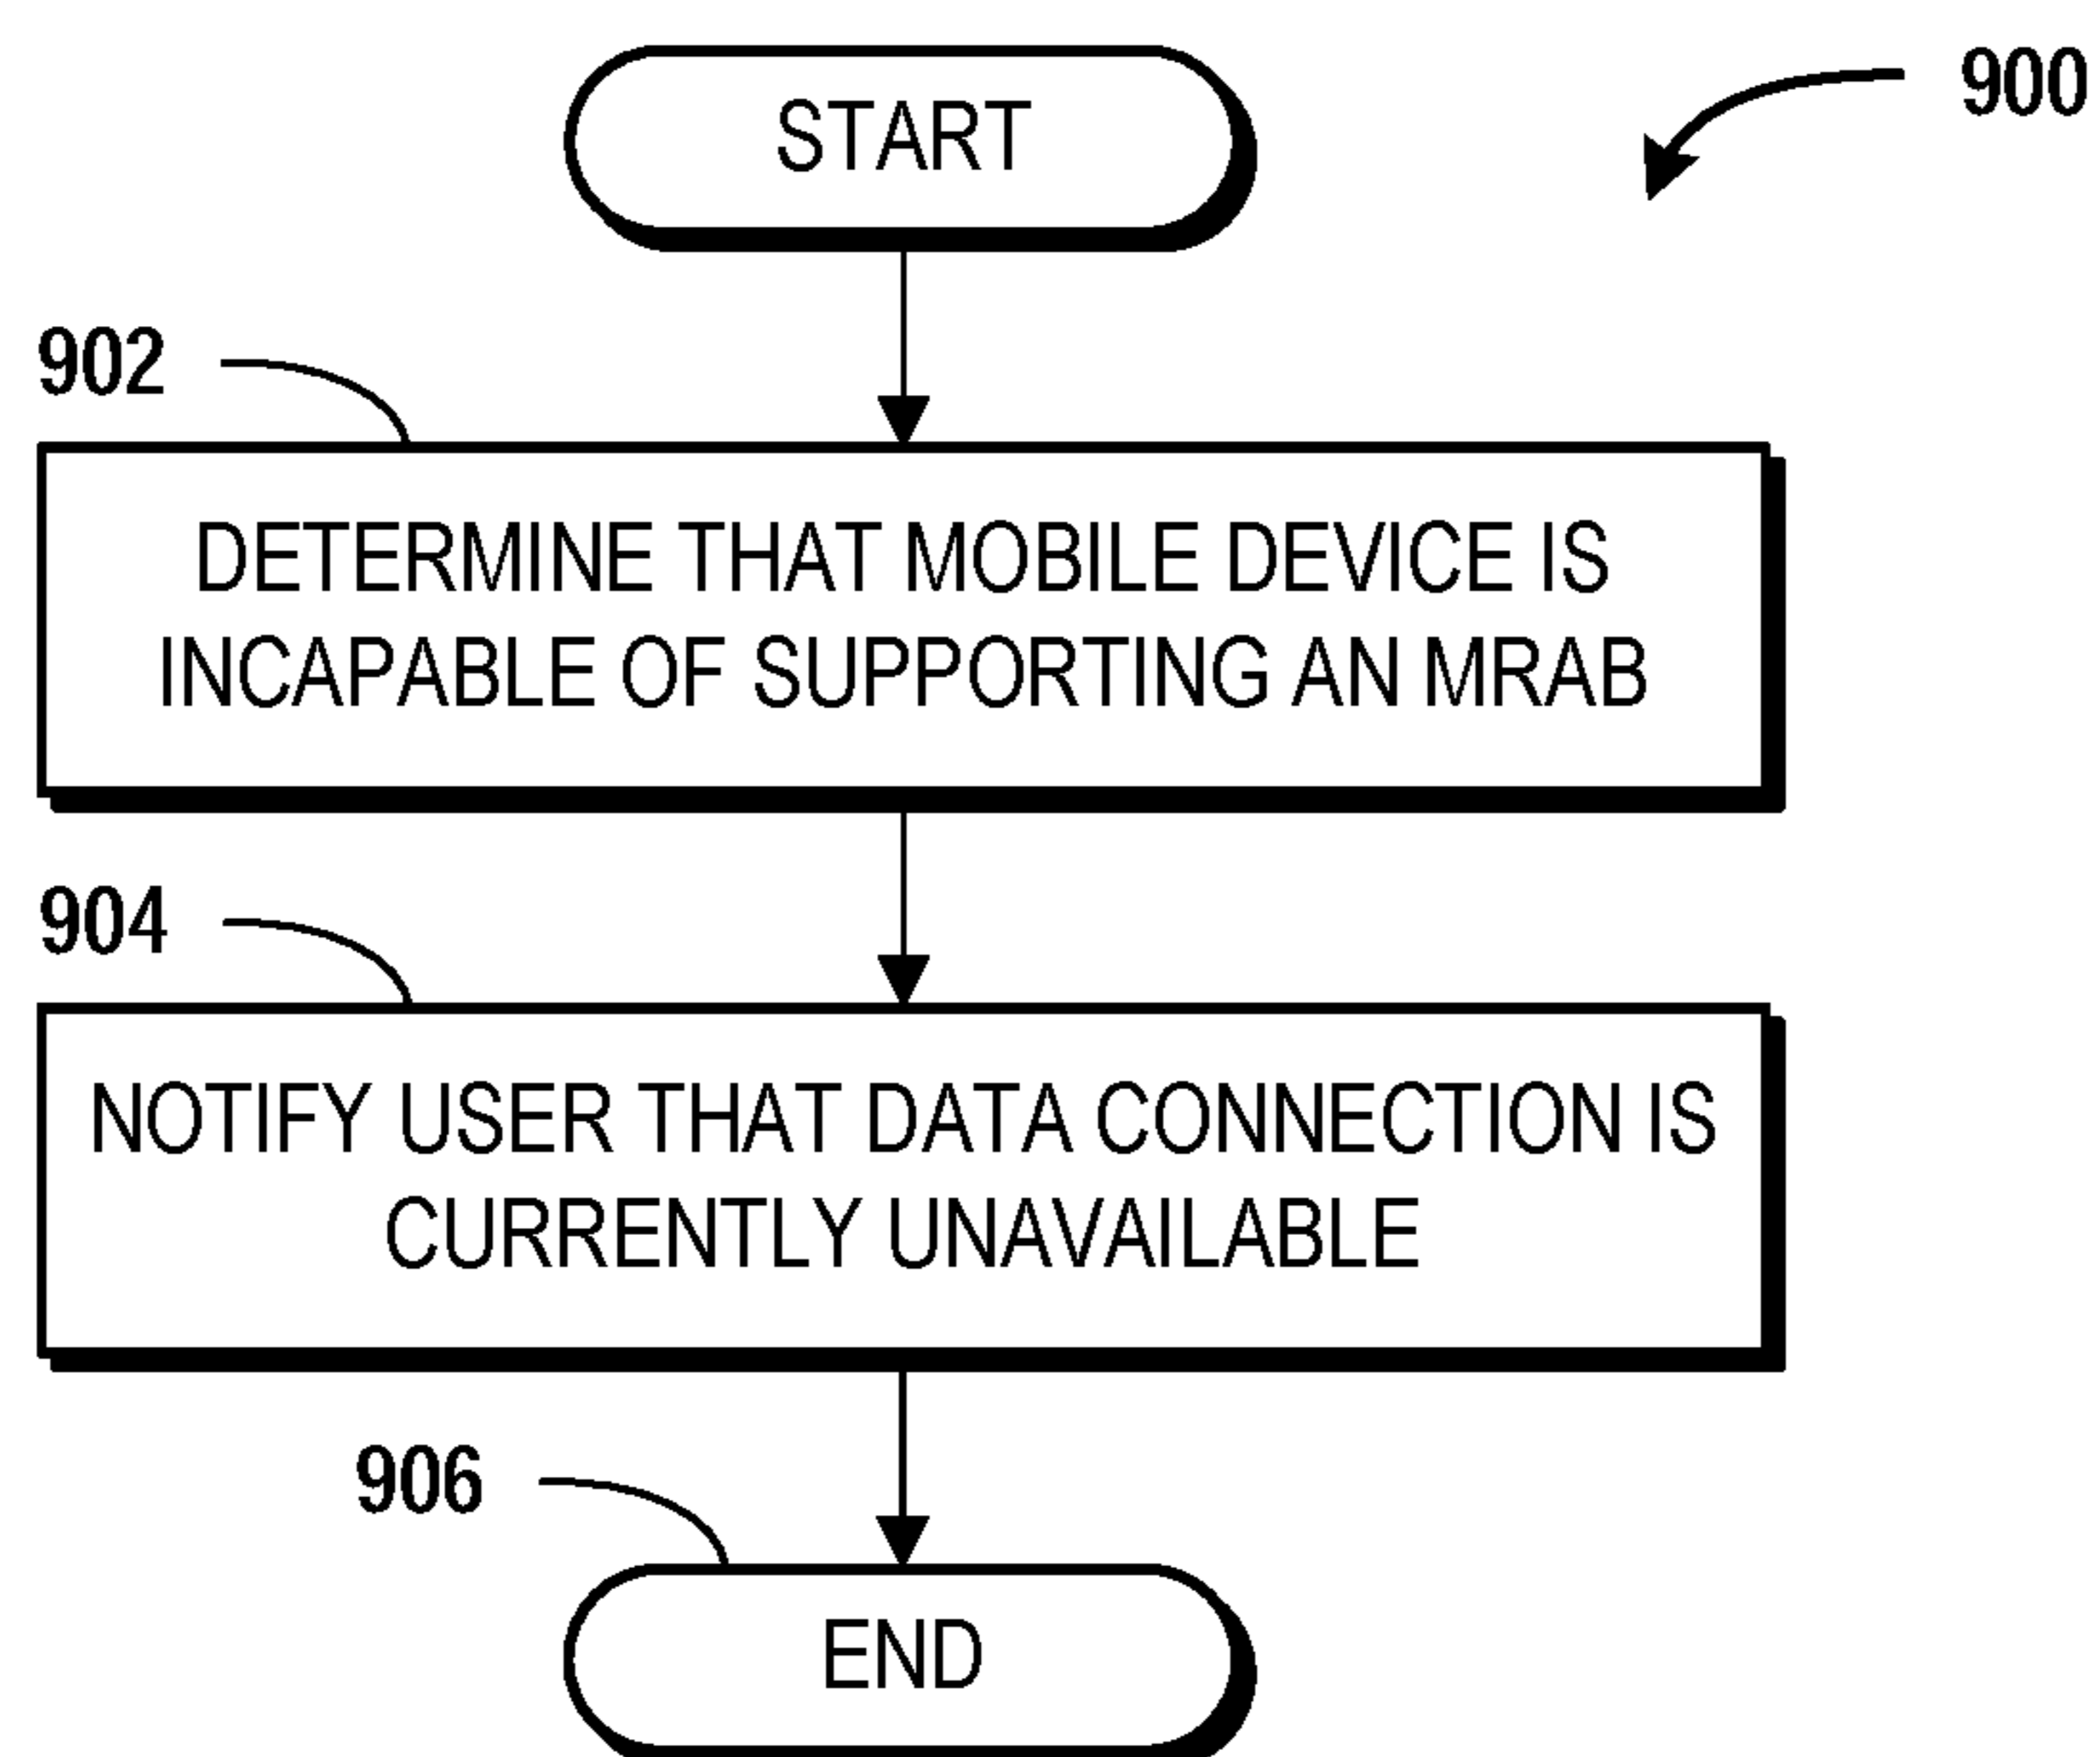 START
900
902
DETERMINE THAT MOBILE DEVICE IS
INCAPABLE OF SUPPORTING AN MRAB
904
NOTIFY USER THAT DATA CONNECTION IS
CURRENTLY UNAVAILABLE
906
END